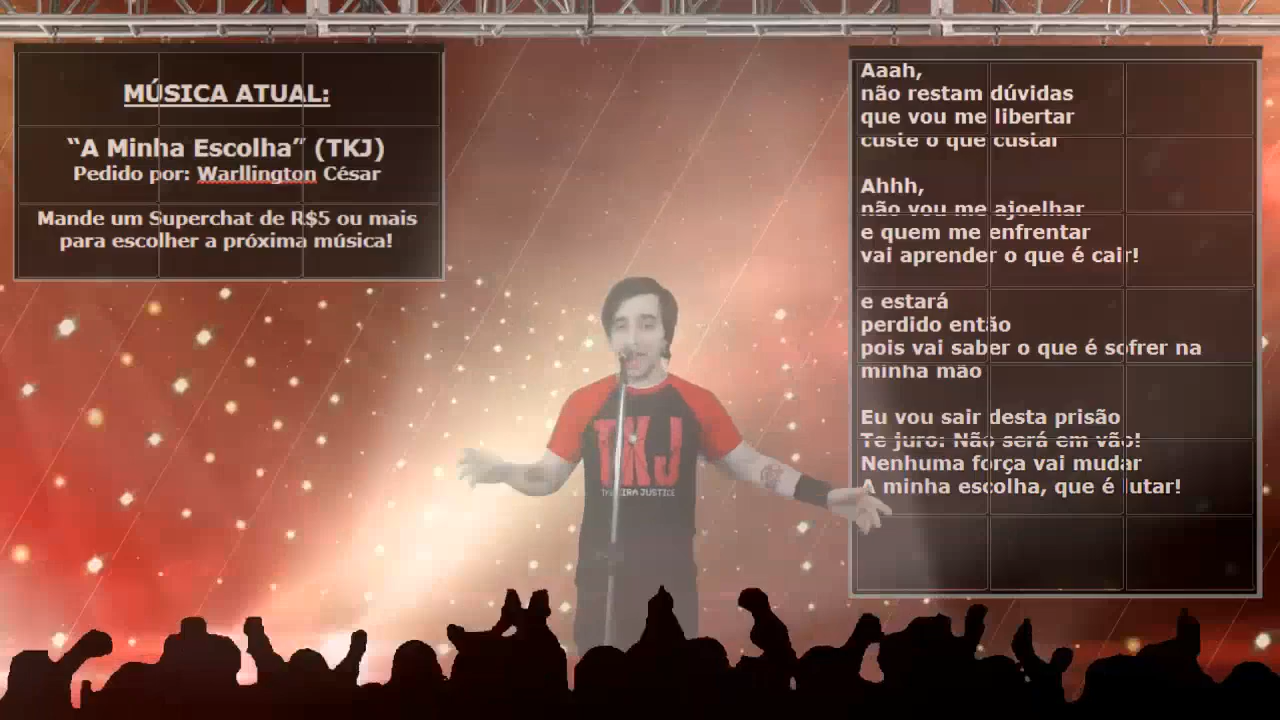 MÚSICA ATUAL:
“A Minha Escolha” (TKJ)
Pedido por: Warllington César
Mande um Superchat de R$5 ou mais
para escolher a próxima música!
Aaah,
não restam dúvidas
que vou me libertar
custe o que custar
Ahhh,
não vou me ajoelhar
e quem me enfrentar
vai aprender o que é cair!
e estará
perdido então
pois vai saber o que é sofrer na
minha mão
Eu vou sair desta prisão
Te juro: Não será em vão!
Nenhuma força vai mudar
A minha escolha, que é lutar!
TKJ
JUSTICE